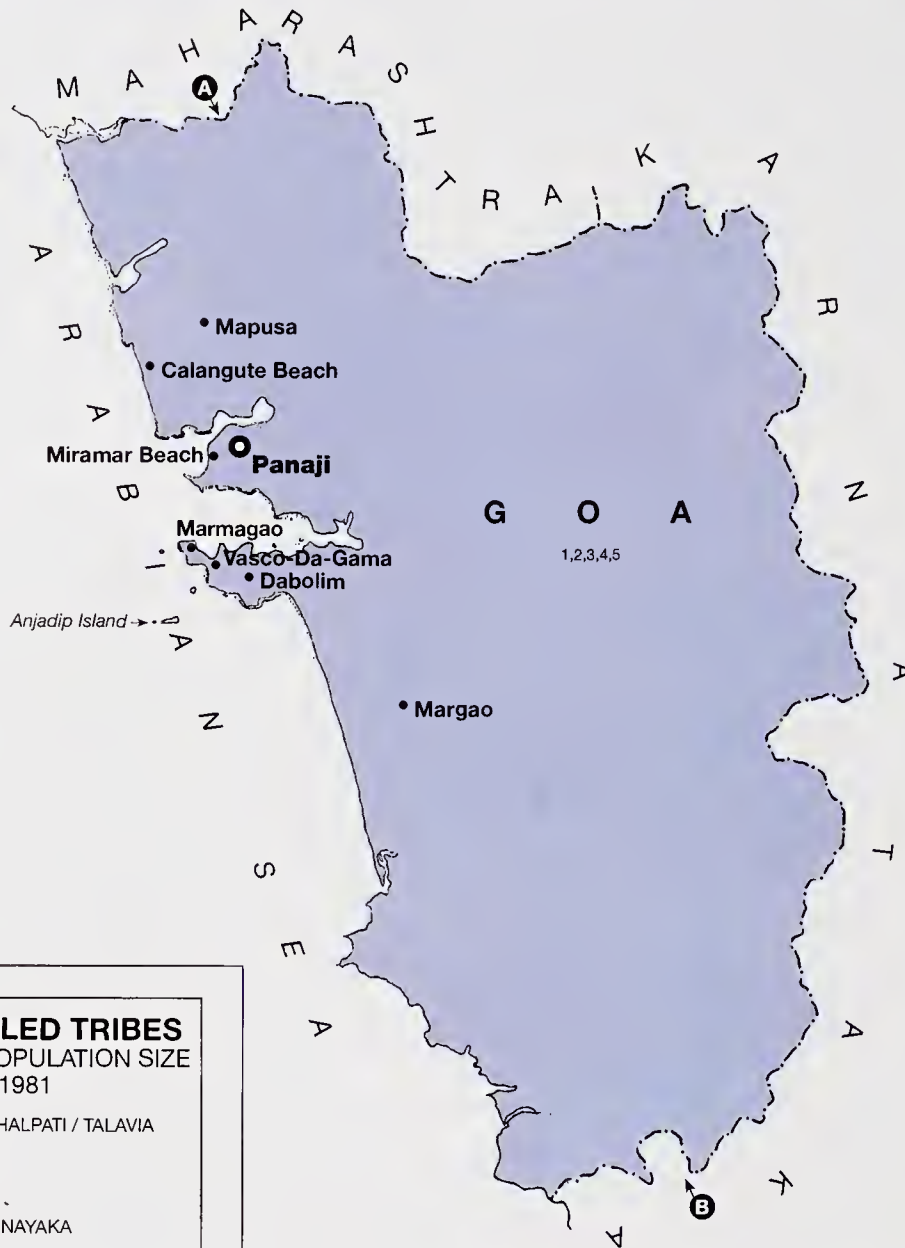 MAHARASHTRA
KARNATAKA
A
ARABIAN SEA
Mapusa
Calangute Beach
Miramar Beach
Panaji
GOA
1,2,3,4,5
Marmagao
Vasco-Da-Gama
Dabolim
Anjadip Island
Margao
B
LED TRIBES
OPULATION SIZE
1981
HALPATI / TALAVIA
NAYAKA